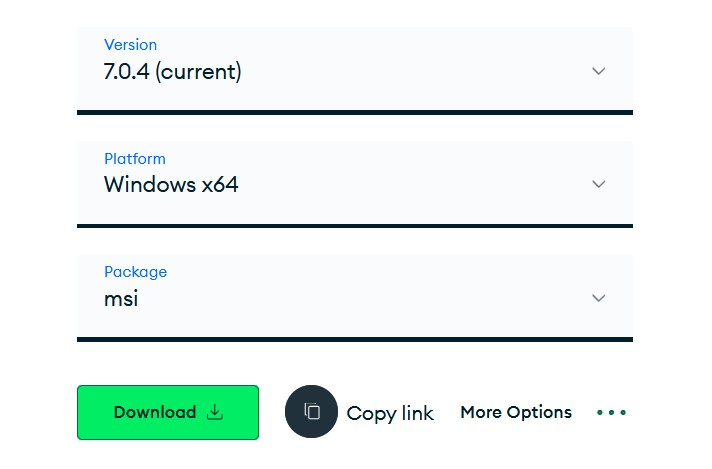 Version
7.0.4 (current)
Platform
Windows x64
Package
msi
Download
Copy link
More Options